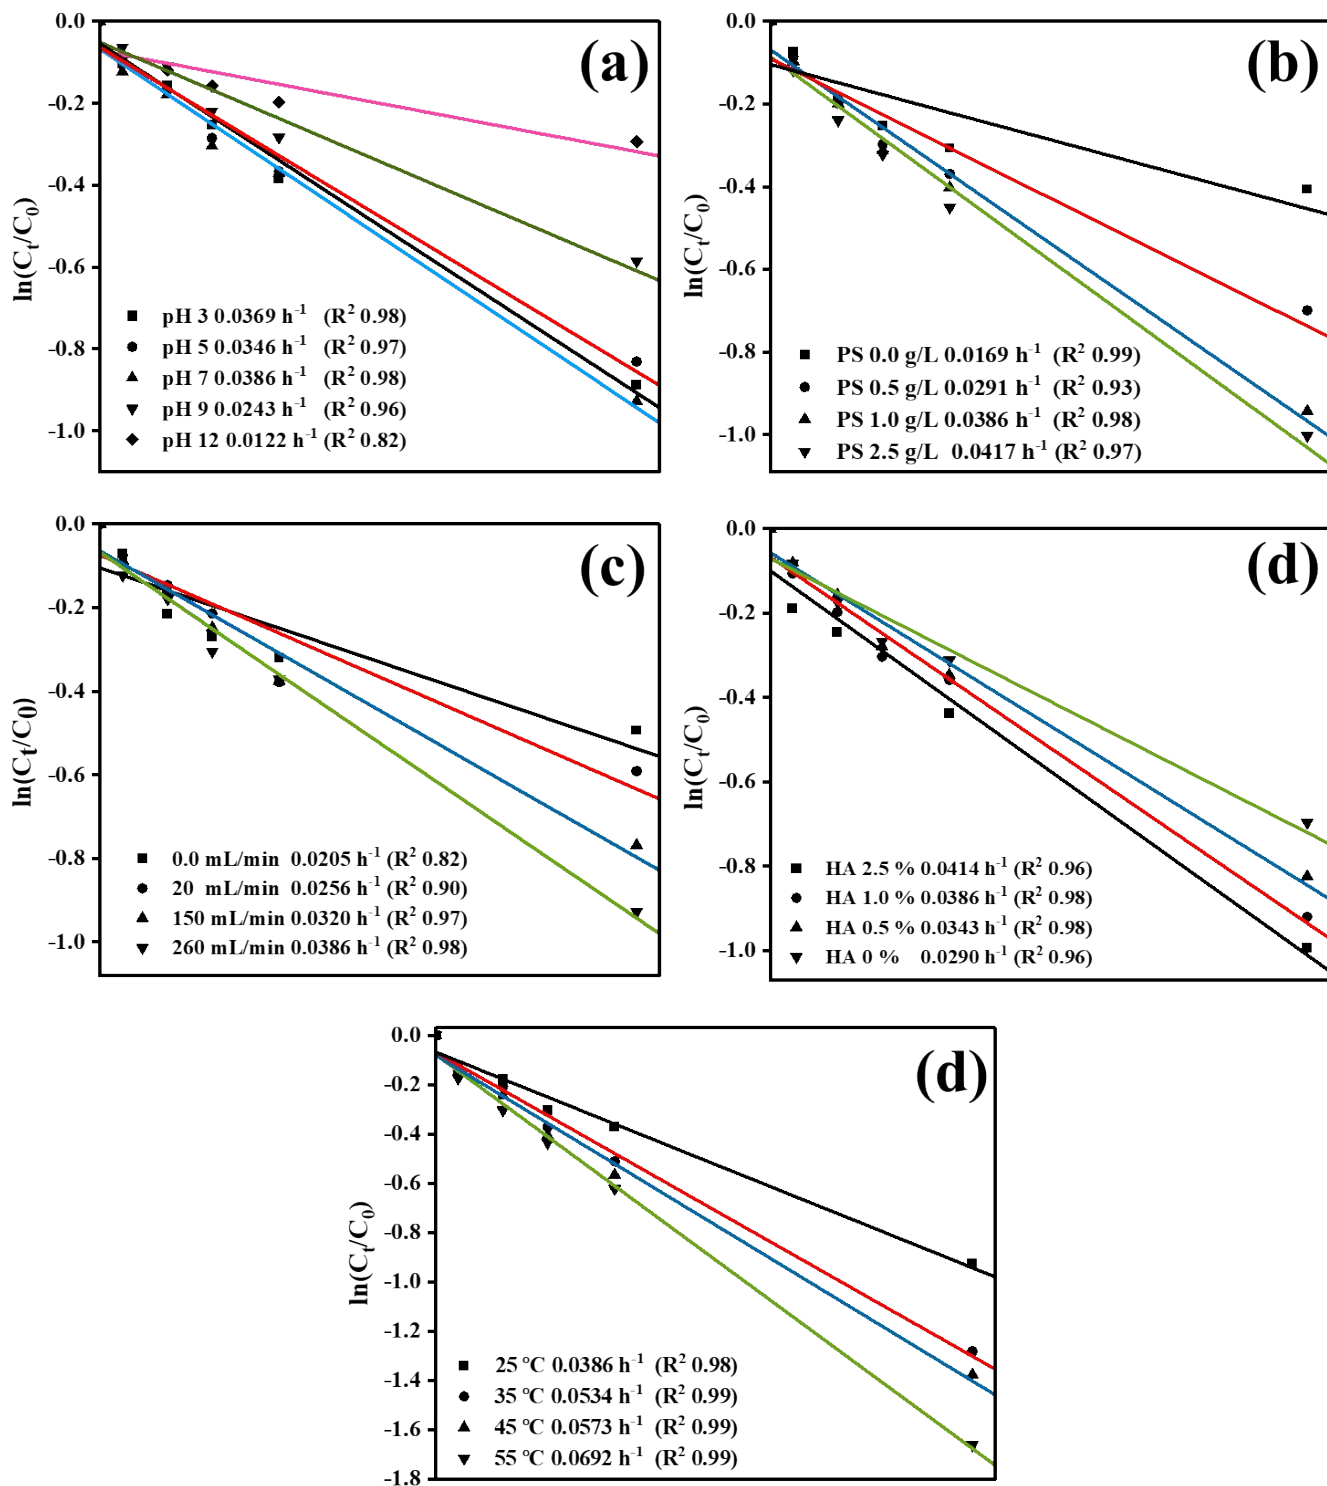 (a)
0.0
-0.2
-0.4
-0.6
-0.8
-1.0
ln(Cₜ/C₀)
pH 3 0.0369 h⁻¹ (R² 0.98)
pH 5 0.0346 h⁻¹ (R² 0.97)
pH 7 0.0386 h⁻¹ (R² 0.98)
pH 9 0.0243 h⁻¹ (R² 0.96)
pH 12 0.0122 h⁻¹ (R² 0.82)
(b)
0.0
-0.2
-0.4
-0.6
-0.8
-1.0
ln(Cₜ/C₀)
PS 0.0 g/L 0.0169 h⁻¹ (R² 0.99)
PS 0.5 g/L 0.0291 h⁻¹ (R² 0.93)
PS 1.0 g/L 0.0386 h⁻¹ (R² 0.98)
PS 2.5 g/L 0.0417 h⁻¹ (R² 0.97)
(c)
0.0
-0.2
-0.4
-0.6
-0.8
-1.0
ln(Ct/C0)
0.0 mL/min 0.0205 h⁻¹ (R² 0.82)
20 mL/min 0.0256 h⁻¹ (R² 0.90)
150 mL/min 0.0320 h⁻¹ (R² 0.97)
260 mL/min 0.0386 h⁻¹ (R² 0.98)
(d)
0.0
-0.2
-0.4
-0.6
-0.8
-1.0
ln(Cₜ/C₀)
HA 2.5 % 0.0414 h⁻¹ (R² 0.96)
HA 1.0 % 0.0386 h⁻¹ (R² 0.98)
HA 0.5 % 0.0343 h⁻¹ (R² 0.98)
HA 0 % 0.0290 h⁻¹ (R² 0.96)
(d)
0.0
-0.2
-0.4
-0.6
-0.8
-1.0
-1.2
-1.4
-1.6
-1.8
ln(Cₜ/C₀)
25 °C 0.0386 h⁻¹ (R² 0.98)
35 °C 0.0534 h⁻¹ (R² 0.99)
45 °C 0.0573 h⁻¹ (R² 0.99)
55 °C 0.0692 h⁻¹ (R² 0.99)